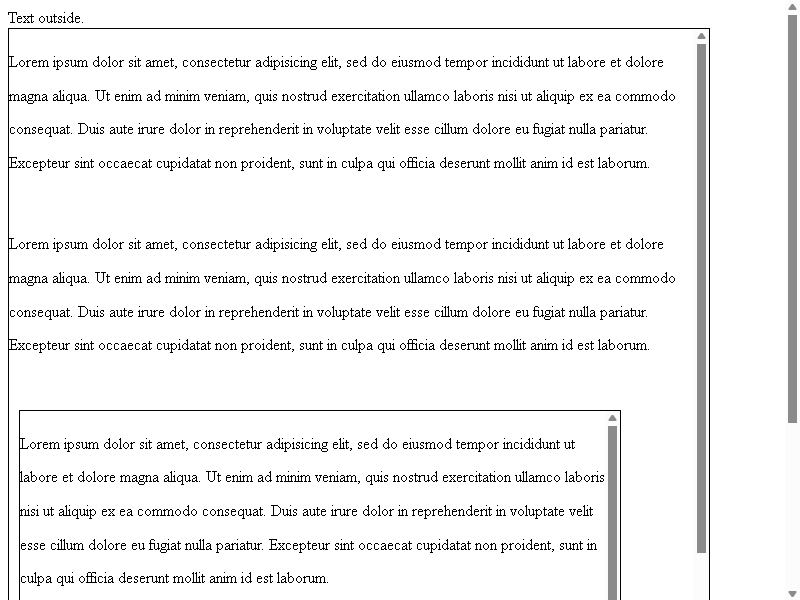 Text outside.
Lorem ipsum dolor sit amet, consectetur adipisicing elit, sed do eiusmod tempor incididunt ut labore et dolore
magna aliqua. Ut enim ad minim veniam, quis nostrud exercitation ullamco laboris nisi ut aliquip ex ea commodo
consequat. Duis aute irure dolor in reprehenderit in voluptate velit esse cillum dolore eu fugiat nulla pariatur.
Excepteur sint occaecat cupidatat non proident, sunt in culpa qui officia deserunt mollit anim id est laborum.
Lorem ipsum dolor sit amet, consectetur adipisicing elit, sed do eiusmod tempor incididunt ut labore et dolore
magna aliqua. Ut enim ad minim veniam, quis nostrud exercitation ullamco laboris nisi ut aliquip ex ea commodo
consequat. Duis aute irure dolor in reprehenderit in voluptate velit esse cillum dolore eu fugiat nulla pariatur.
Excepteur sint occaecat cupidatat non proident, sunt in culpa qui officia deserunt mollit anim id est laborum.
Lorem ipsum dolor sit amet, consectetur adipisicing elit, sed do eiusmod tempor incididunt ut
labore et dolore magna aliqua. Ut enim ad minim veniam, quis nostrud exercitation ullamco laboris
nisi ut aliquip ex ea commodo consequat. Duis aute irure dolor in reprehenderit in voluptate velit
esse cillum dolore eu fugiat nulla pariatur. Excepteur sint occaecat cupidatat non proident, sunt in
culpa qui officia deserunt mollit anim id est laborum.